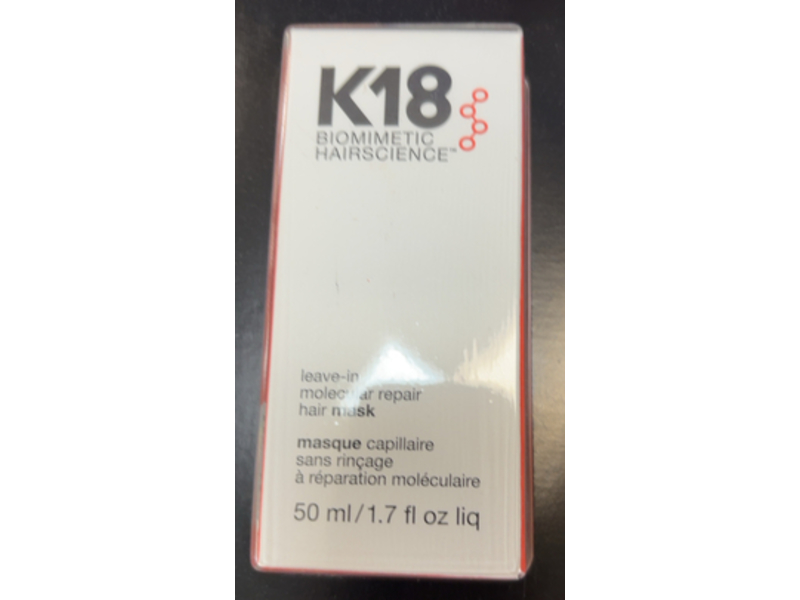 K18
BIOMIMETIC
HAIRSCIENCE™
leave-in
molecular repair
hair mask
masque capillaire
sans rinçage
à réparation moléculaire
50 ml/1.7 fl oz liq